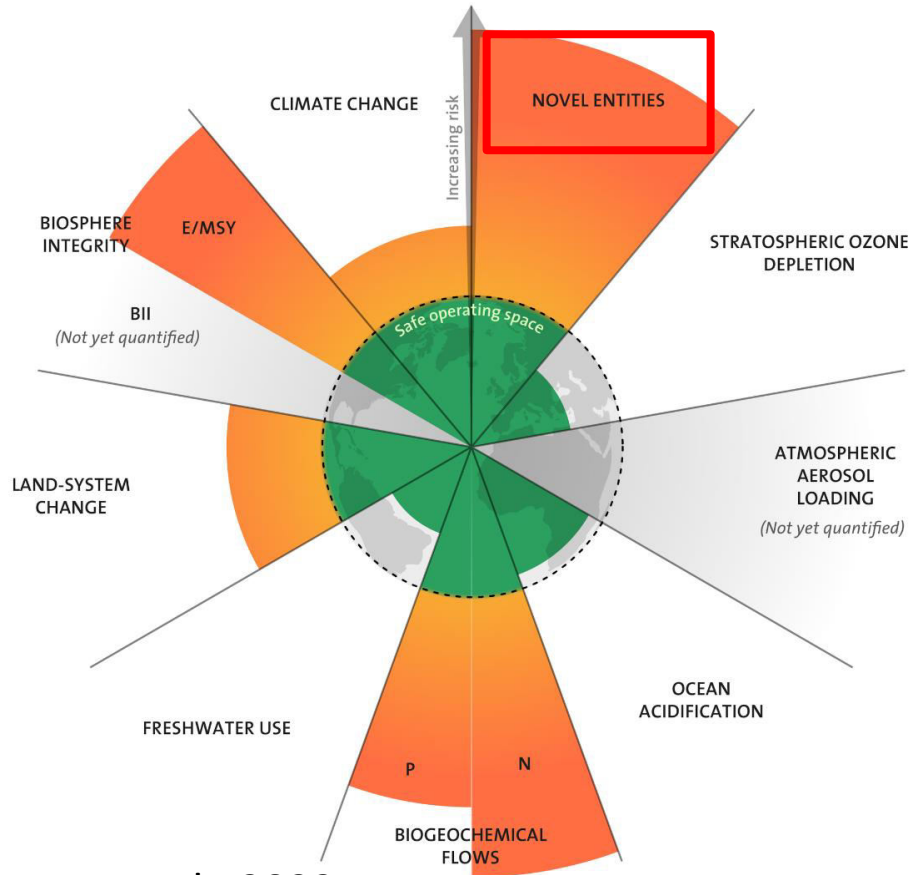 CLIMATE CHANGE
Increasing risk
NOVEL ENTITIES
BIOSPHERE
INTEGRITY
E/MSY
STRATOSPHERIC OZONE
DEPLETION
BII
(Not yet quantified)
Safe operating space
LAND-SYSTEM
CHANGE
ATMOSPHERIC
AEROSOL
LOADING
(Not yet quantified)
FRESHWATER USE
OCEAN
ACIDIFICATION
P
N
BIOGEOCHEMICAL
FLOWS